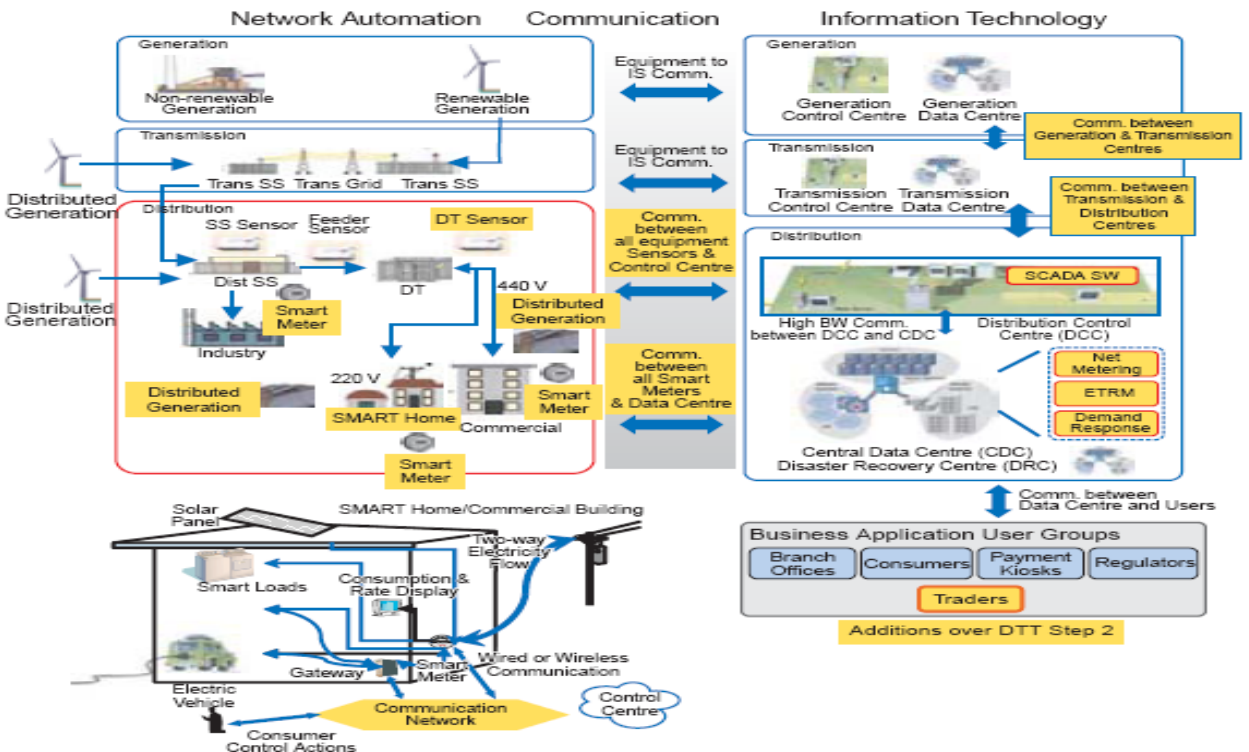 Network Automation
Communication
Information Technology
Generation
Non-renewable
Generation
Renewable
Generation
Equipment to
IS Comm.
Generation
Generation
Control Centre
Generation
Data Centre
Comm. between
Generation & Transmission
Centres
Transmission
Trans SS
Trans Grid
Trans SS
Distributed
Generation
Equipment to
IS Comm.
Transmission
Transmission
Control Centre
Transmission
Data Centre
Comm. between
Transmission &
Distribution
Centres
Distribution
SS Sensor
Feeder
Sensor
DT Sensor
Dist SS
DT
440 V
Distributed
Generation
Smart
Meter
Industry
Distributed
Generation
Distributed
Generation
220 V
SMART Home
Commercial
Smart
Meter
Smart
Meter
Comm.
between
all equipment
Sensors &
Control Centre
Comm.
between
all Smart
Meters
& Data Centre
Distribution
SCADA SW
High BW Comm.
between DCC and CDC
Distribution Control
Centre (DCC)
Net
Metering
ETRM
Demand
Response
Central Data Centre (CDC)
Disaster Recovery Centre (DRC)
Comm. between
Data Centre and Users
Business Application User Groups
Branch
Offices
Consumers
Payment
Kiosks
Regulators
Traders
Additions over DTT Step 2
Solar
Panel
SMART Home/Commercial Building
Two-way
Electricity
Flow
Smart Loads
Consumption &
Rate Display
Gateway
Smart
Meter
Wired or Wireless
Communication
Electric
Vehicle
Communication
Network
Control
Centre
Consumer
Control Actions